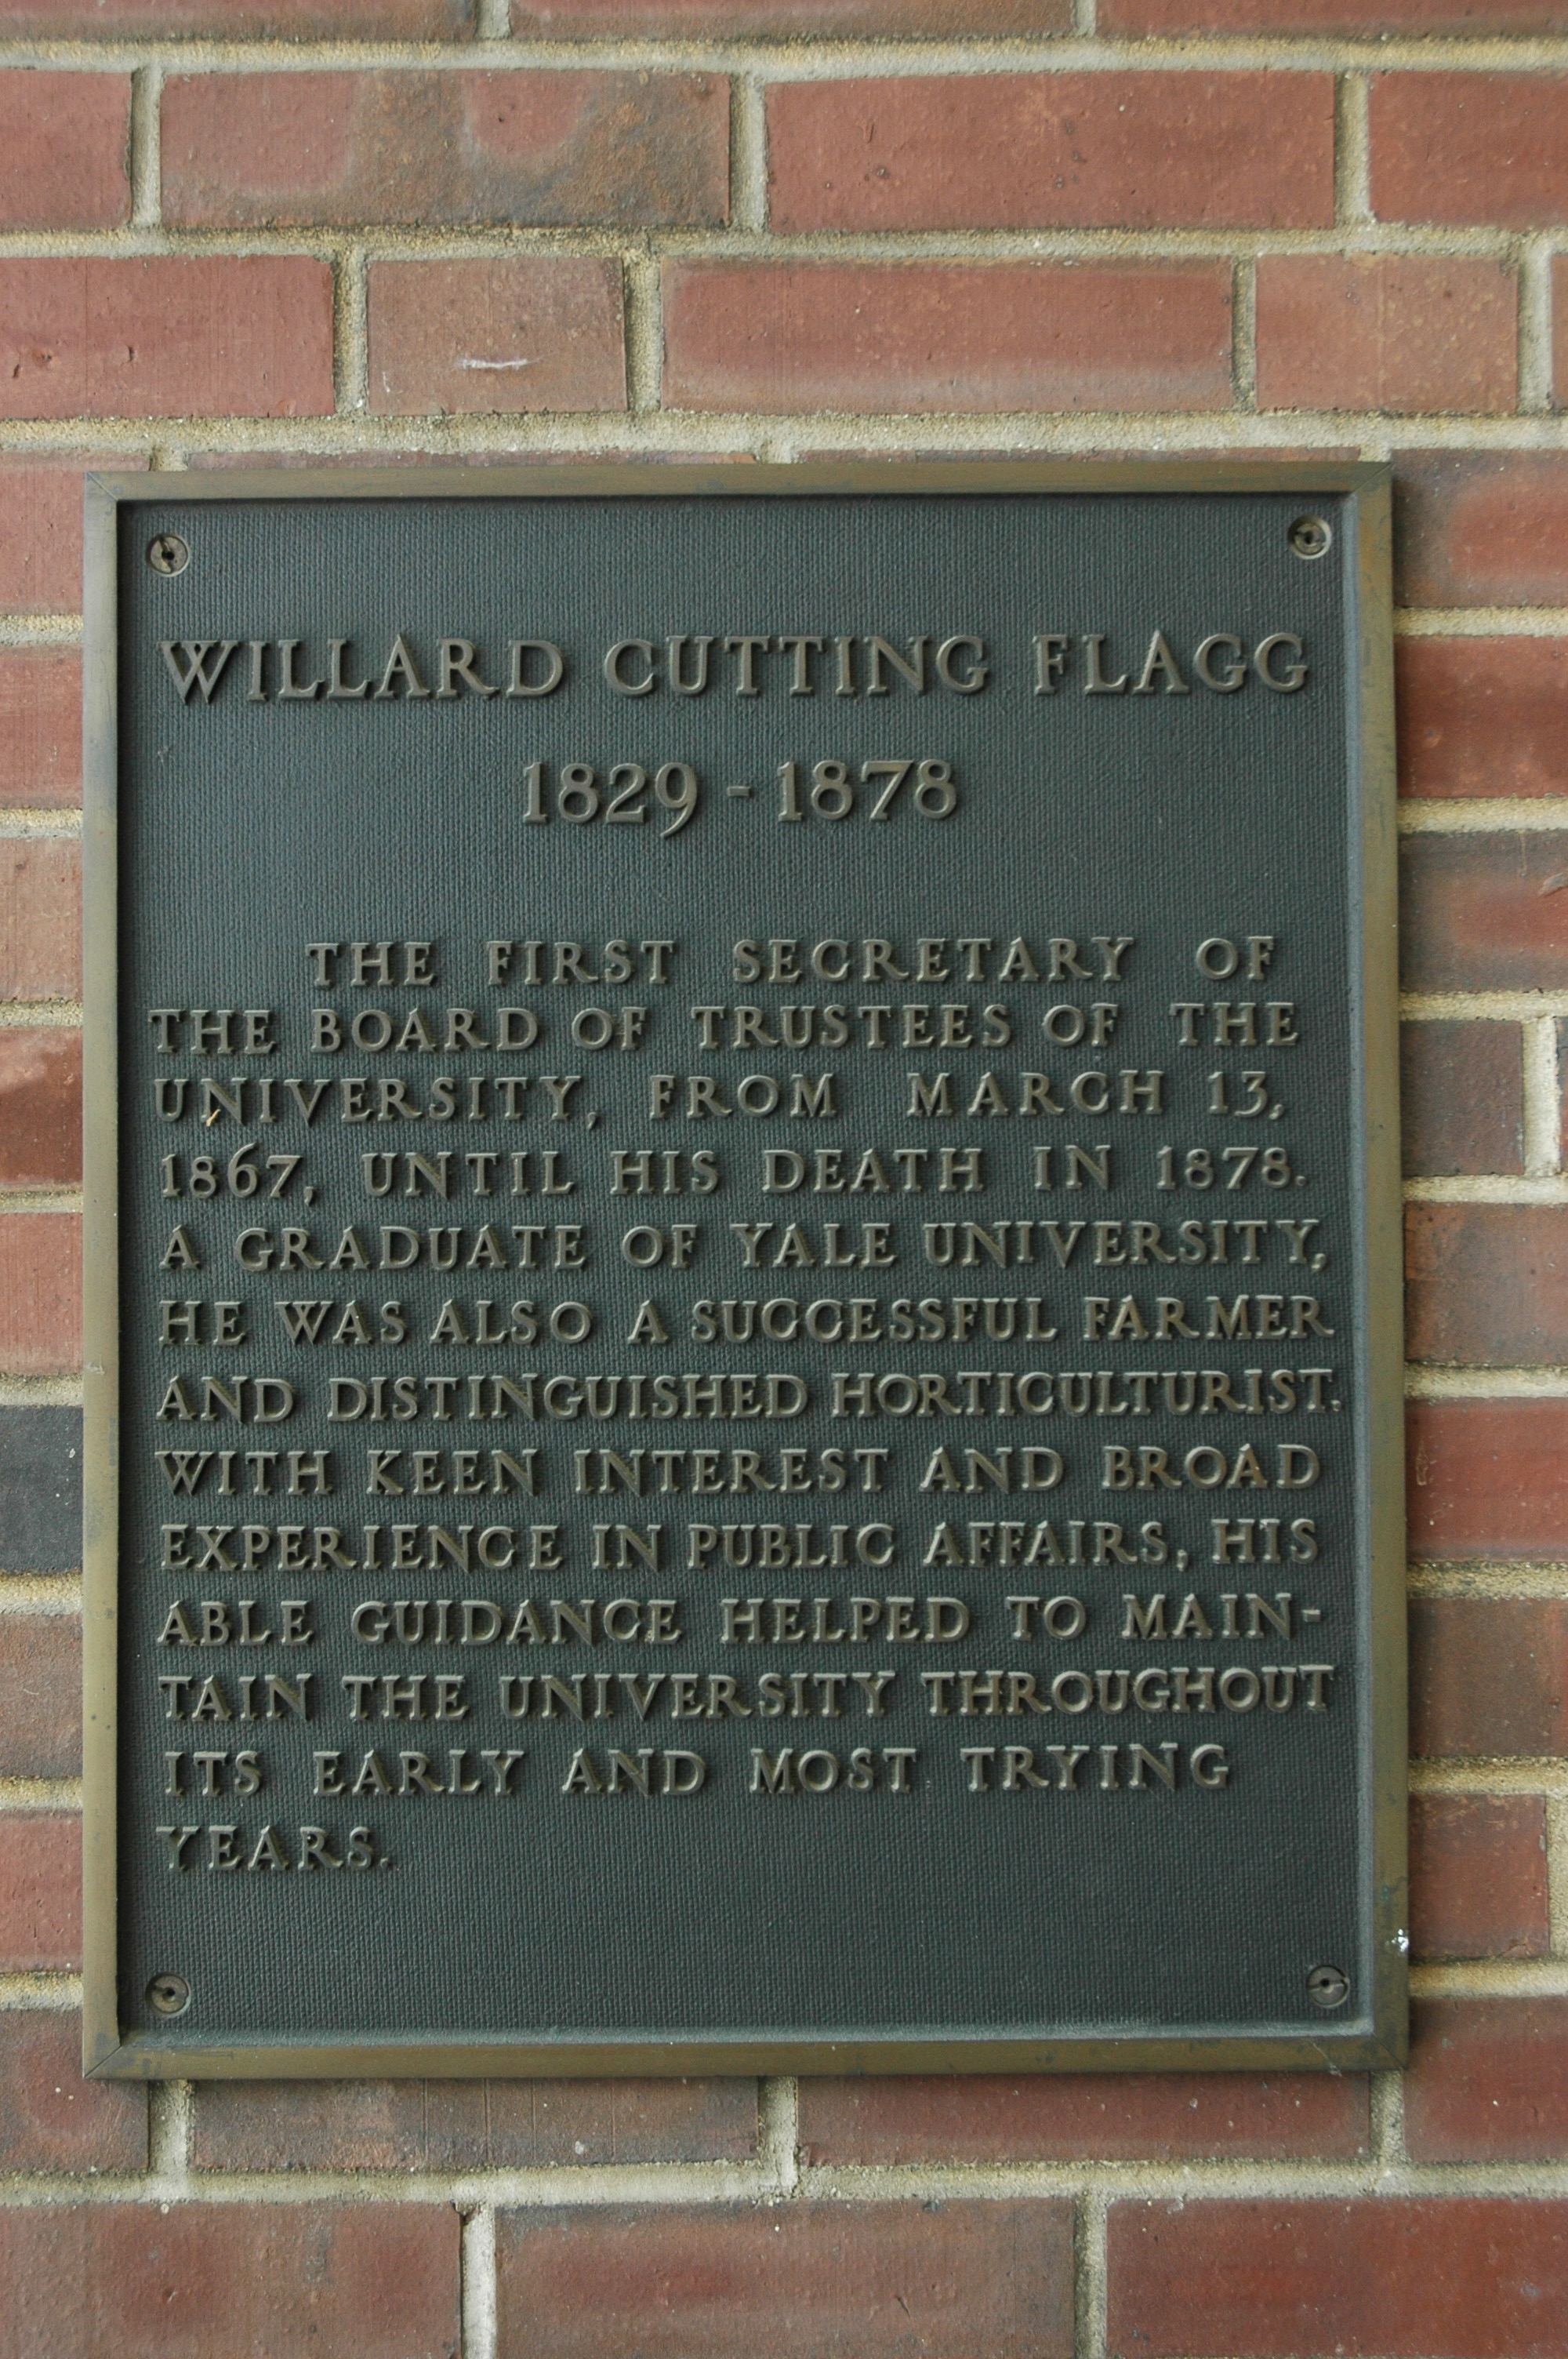 WILLARD CUTTING FLAGG
1829 - 1878
THE FIRST SECRETARY OF
THE BOARD OF TRUSTEES OF THE
UNIVERSITY, FROM MARCH 13,
1867, UNTIL HIS DEATH IN 1878.
A GRADUATE OF YALE UNIVERSITY,
HE WAS ALSO A SUCCESSFUL FARMER
AND DISTINGUISHED HORTICULTURIST.
WITH KEEN INTEREST AND BROAD
EXPERIENCE IN PUBLIC AFFAIRS, HIS
ABLE GUIDANCE HELPED TO MAIN-
TAIN THE UNIVERSITY THROUGHOUT
ITS EARLY AND MOST TRYING
YEARS.